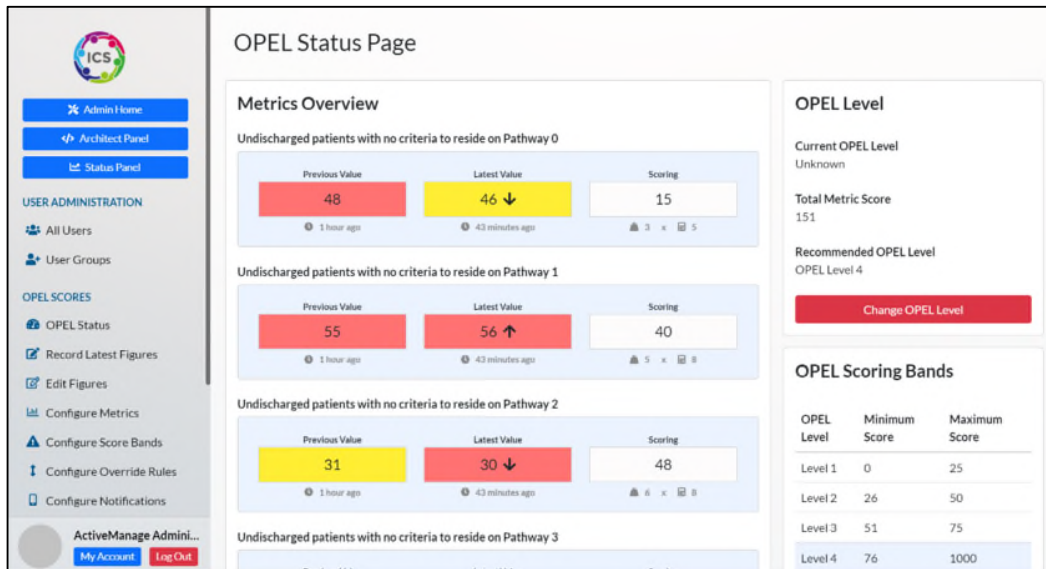 ICS
Admin Home
</> Architect Panel
Status Panel
USER ADMINISTRATION
All Users
User Groups
OPEL SCORES
OPEL Status
Record Latest Figures
Edit Figures
Configure Metrics
Configure Score Bands
Configure Override Rules
Configure Notifications
ActiveManage Admini...
My Account Log Out
OPEL Status Page
Metrics Overview
Undischarged patients with no criteria to reside on Pathway 0
Previous Value Latest Value Scoring
48 46 ↓ 15
1 hour ago 43 minutes ago 3 x 5
Undischarged patients with no criteria to reside on Pathway 1
Previous Value Latest Value Scoring
55 56 ↑ 40
1 hour ago 43 minutes ago 5 x 8
Undischarged patients with no criteria to reside on Pathway 2
Previous Value Latest Value Scoring
31 30 ↓ 48
1 hour ago 43 minutes ago 6 x 8
Undischarged patients with no criteria to reside on Pathway 3
OPEL Level
Current OPEL Level
Unknown
Total Metric Score
151
Recommended OPEL Level
OPEL Level 4
Change OPEL Level
OPEL Scoring Bands
OPEL Level Minimum Score Maximum Score
Level 1 0 25
Level 2 26 50
Level 3 51 75
Level 4 76 1000